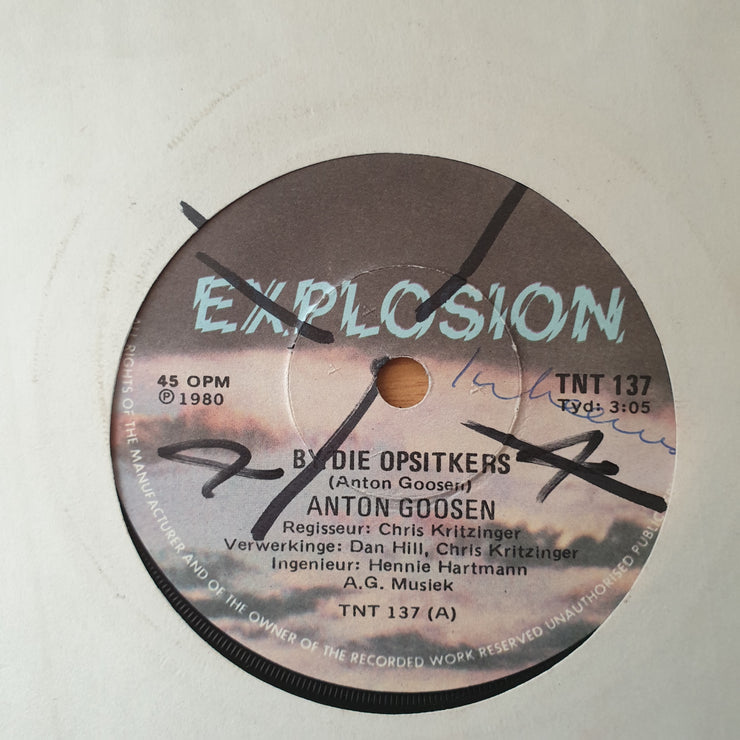 EXPLOSION
45 OPM
℗ 1980
TNT 137
Tyd: 3:05
BY DIE OPSITKERS
(Anton Goosen)
ANTON GOOSEN
Regisseur: Chris Kritzinger
Verwerkinge: Dan Hill, Chris Kritzinger
Ingenieur: Hennie Hartmann
A.G. Musiek
TNT 137 (A)
RIGHTS OF THE MANUFACTURER AND OF THE OWNER OF THE RECORDED WORK RESERVED UNAUTHORISED